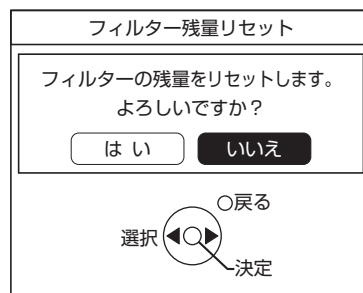 フィルター残量リセット
フィルターの残量をリセットします。
よろしいですか？
はい
いいえ
○戻る
選択
決定